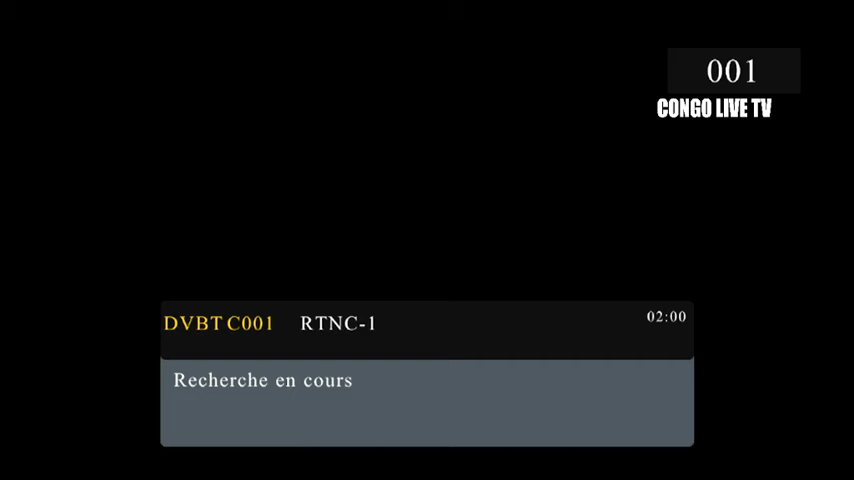 001
CONGO LIVE TV
DVBT C001 RTNC-1 02:00
Recherche en cours